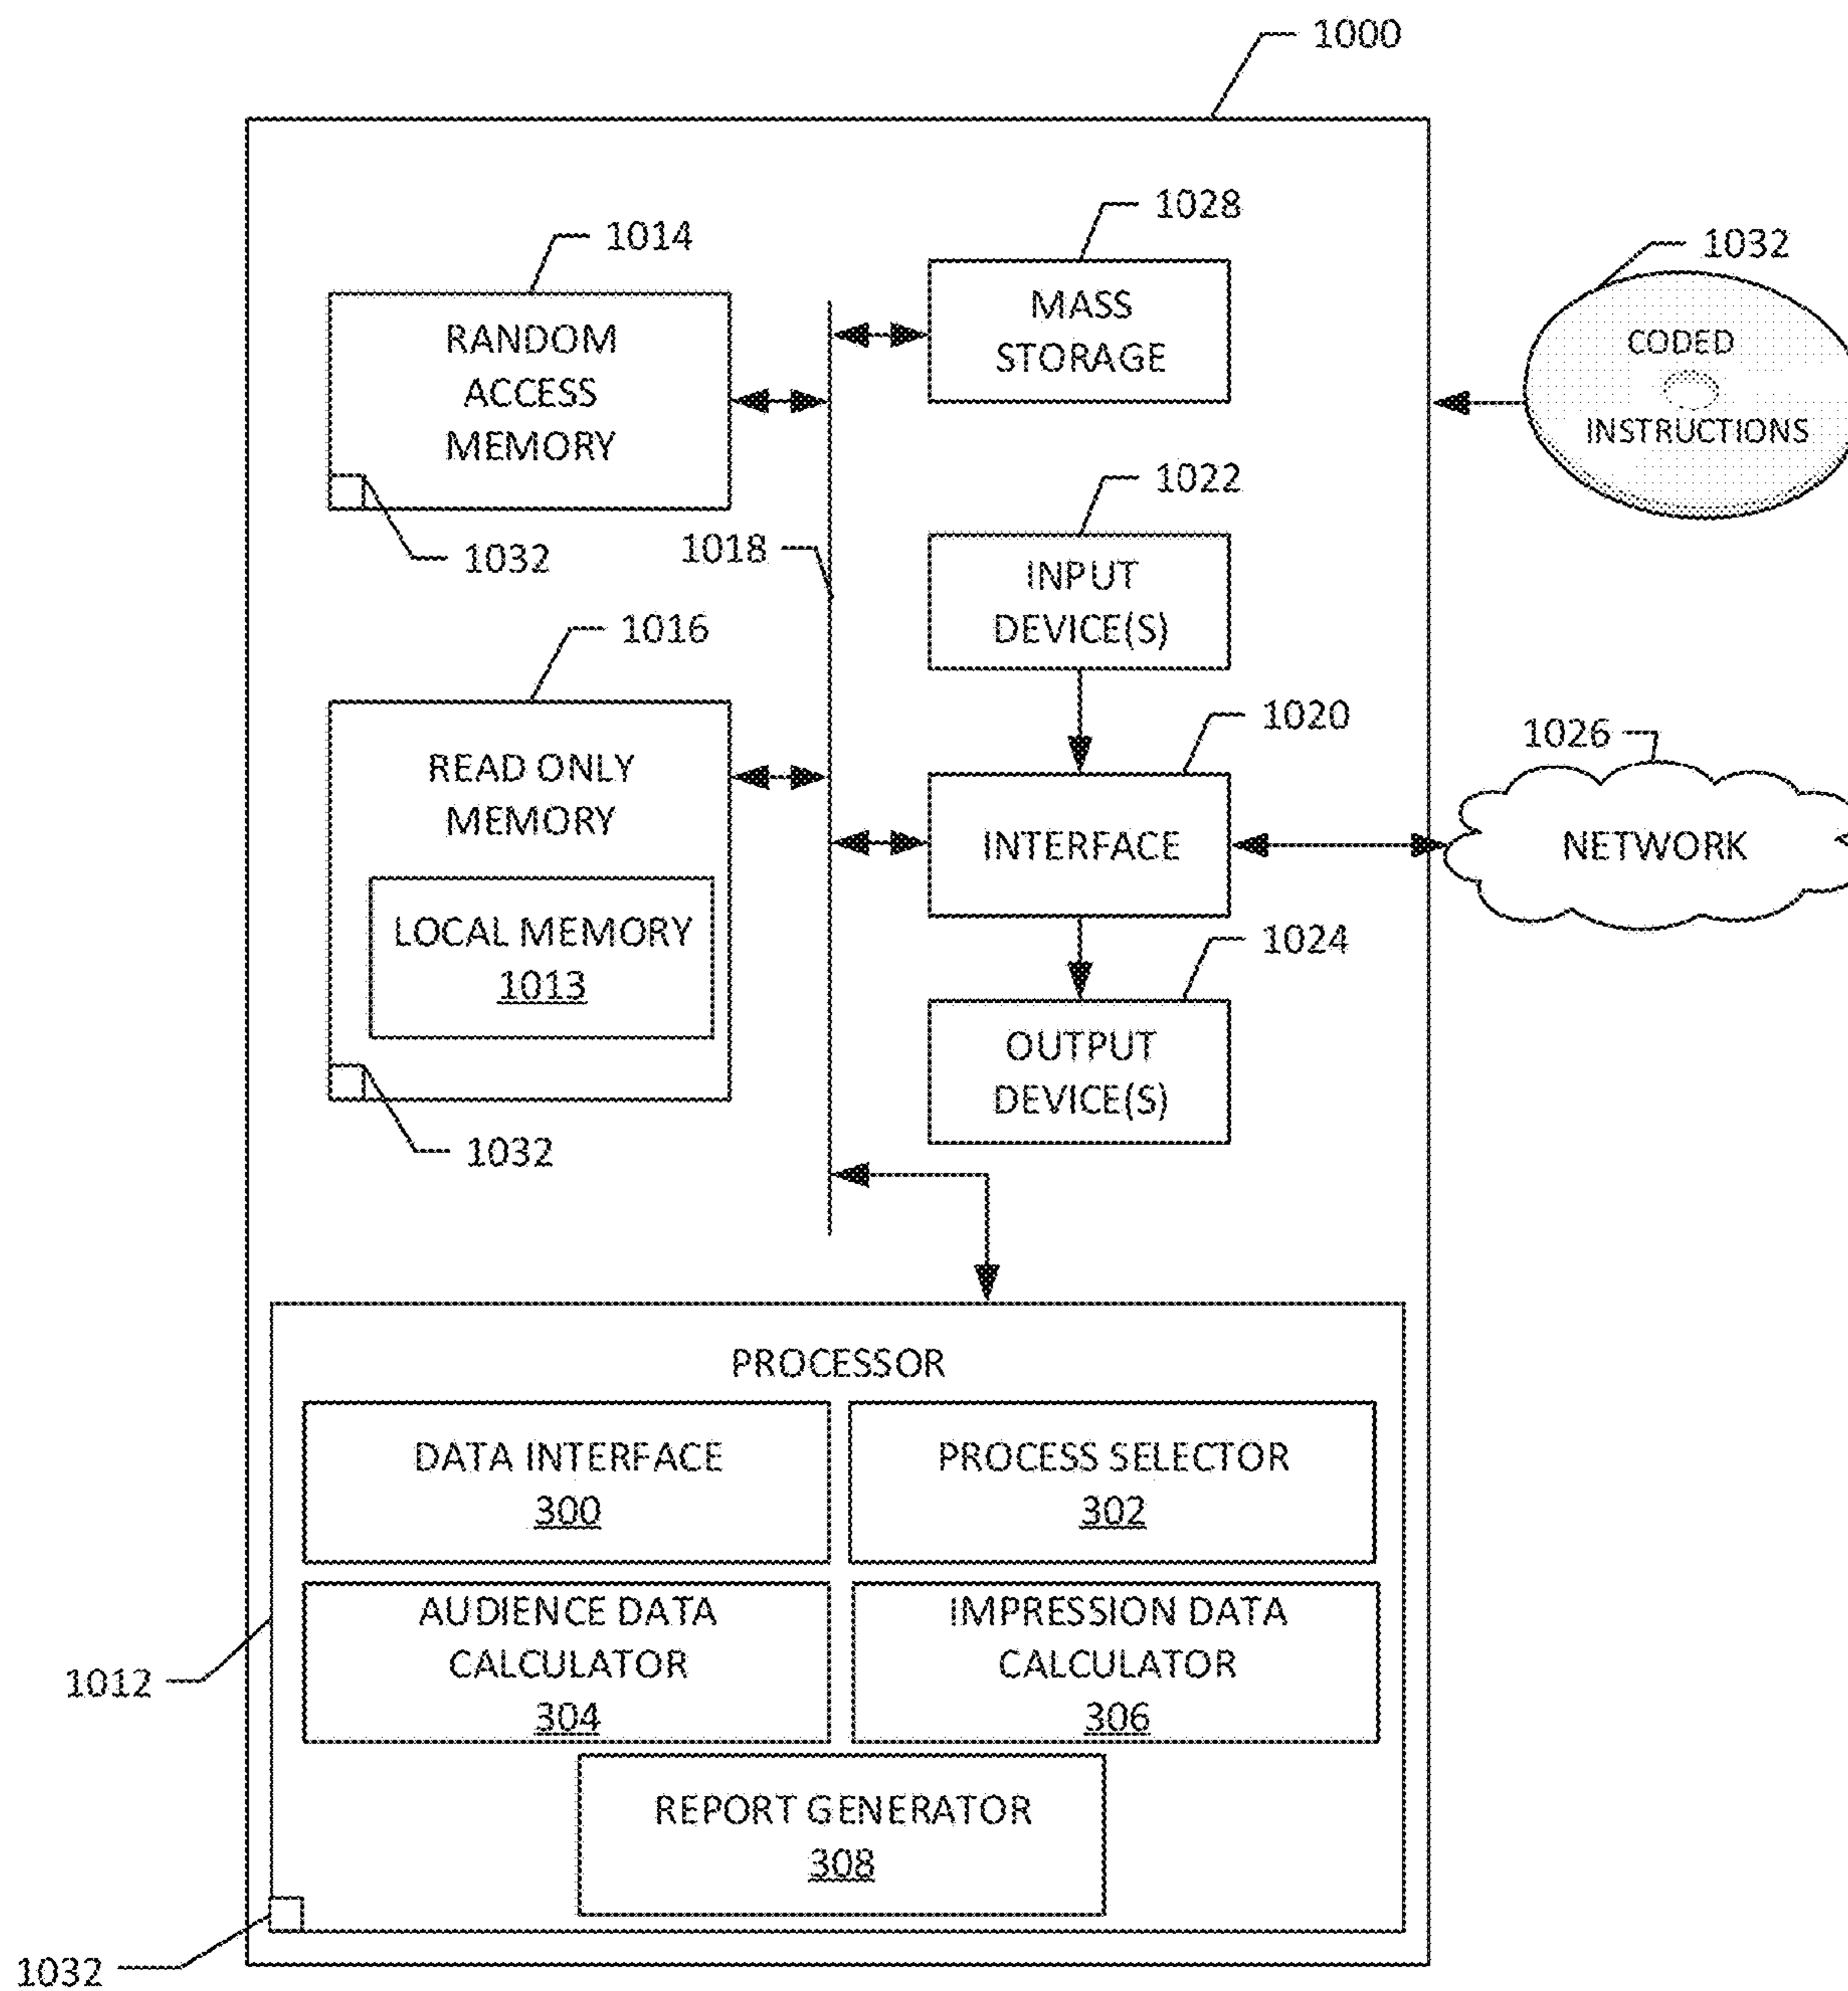 1000
1028
1014
1032
MASS
STORAGE
RANDOM
ACCESS
MEMORY
CODED
INSTRUCTIONS
1022
1032
1018
INPUT
DEVICE(S)
1016
1020
1026
READ ONLY
MEMORY
INTERFACE
NETWORK
LOCAL MEMORY
1013
1024
OUTPUT
DEVICE(S)
1032
PROCESSOR
DATA INTERFACE
300
PROCESS SELECTOR
302
AUDIENCE DATA
CALCULATOR
304
IMPRESSION DATA
CALCULATOR
306
1012
REPORT GENERATOR
308
1032